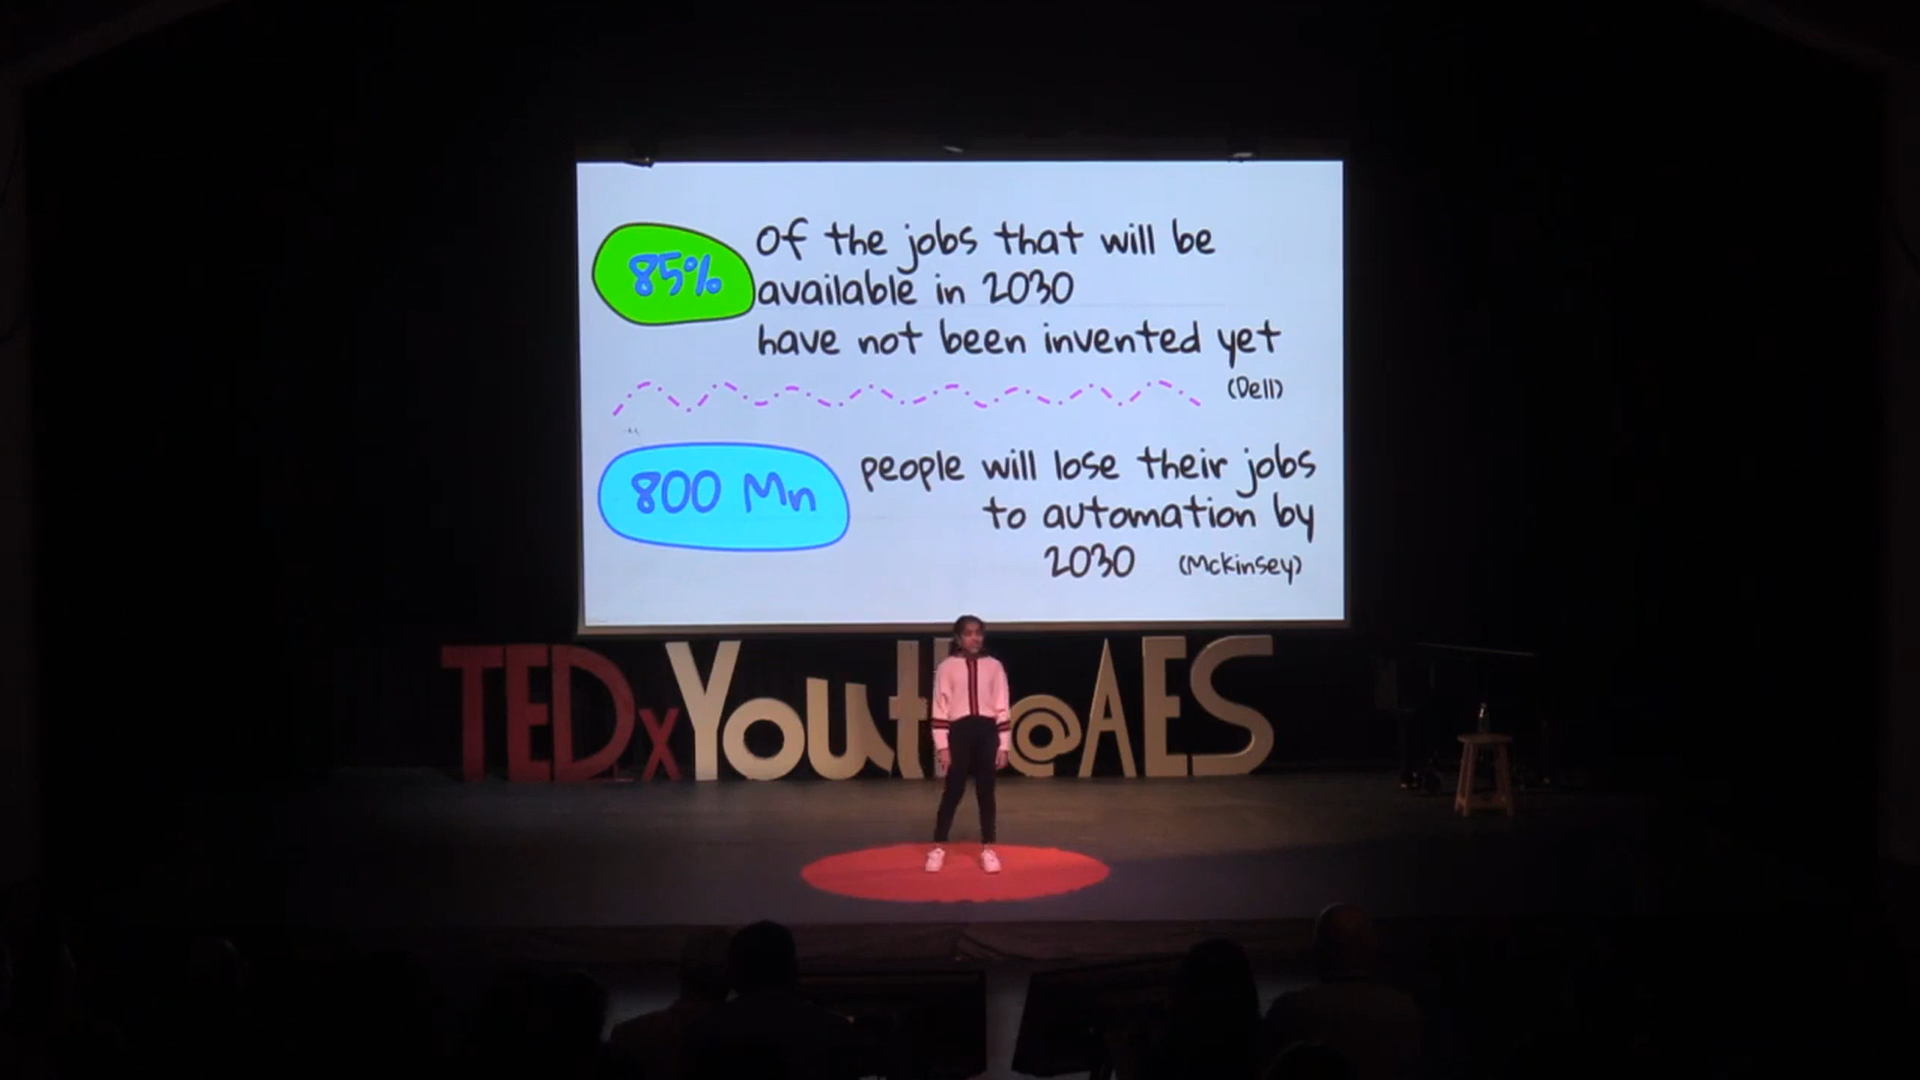 85% of the jobs that will be
available in 2030
have not been invented yet
(Dell)
800 Mn people will lose their jobs
to automation by
2030 (McKinsey)
TEDxYouth@AES